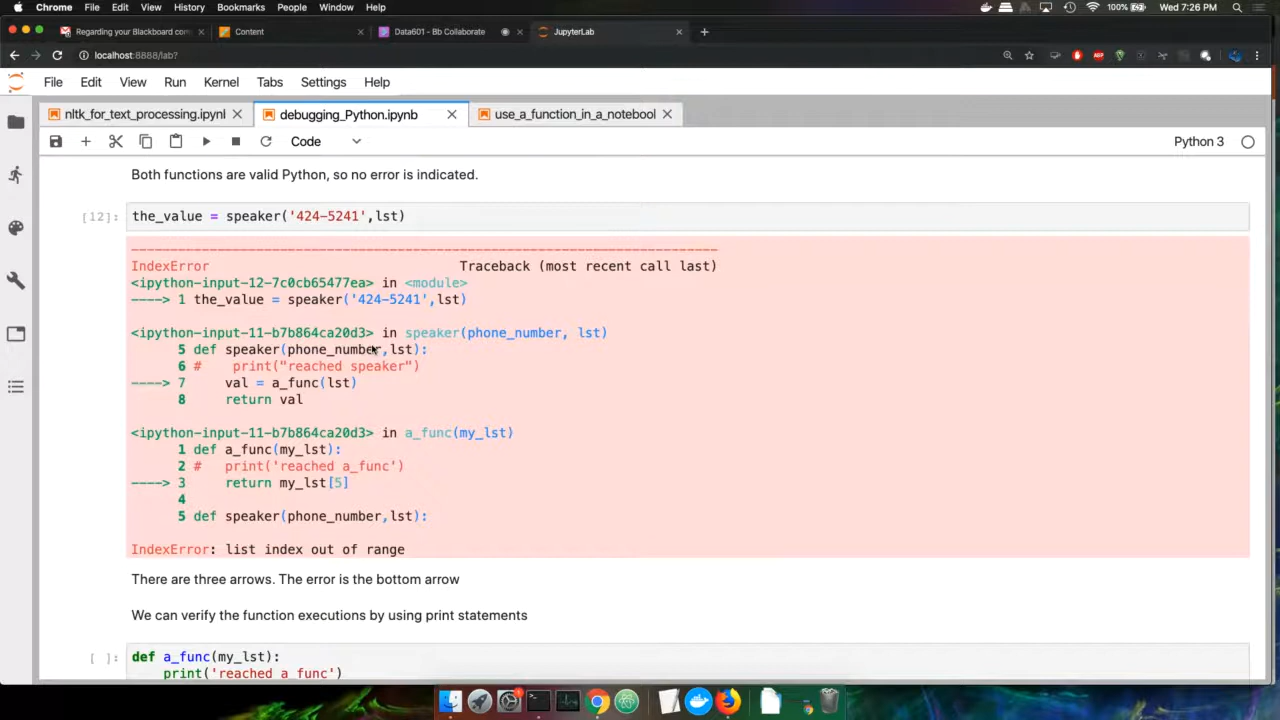 Chrome File Edit View History Bookmarks People Window Help 100% Wed 7:26 PM
Regarding your Blackboard con Content Data601 - Bb Collaborate JupyterLab
localhost:8888/lab?
File Edit View Run Kernel Tabs Settings Help
nltk_for_text_processing.ipynl debugging_Python.ipynb use_a_function_in_a_notebool
Code Python 3
Both functions are valid Python, so no error is indicated.
[12]: the_value = speaker('424-5241',lst)
---------------------------------------------------------------------------
IndexError Traceback (most recent call last)
<ipython-input-12-7c0cb65477ea> in <module>
----> 1 the_value = speaker('424-5241',lst)
<ipython-input-11-b7b864ca20d3> in speaker(phone_number, lst)
5 def speaker(phone_number,lst):
6 # print("reached speaker")
----> 7 val = a_func(lst)
8 return val
<ipython-input-11-b7b864ca20d3> in a_func(my_lst)
1 def a_func(my_lst):
2 # print('reached a_func')
----> 3 return my_lst[5]
4
5 def speaker(phone_number,lst):
IndexError: list index out of range
There are three arrows. The error is the bottom arrow
We can verify the function executions by using print statements
[ ]: def a_func(my_lst):
print('reached a_func')